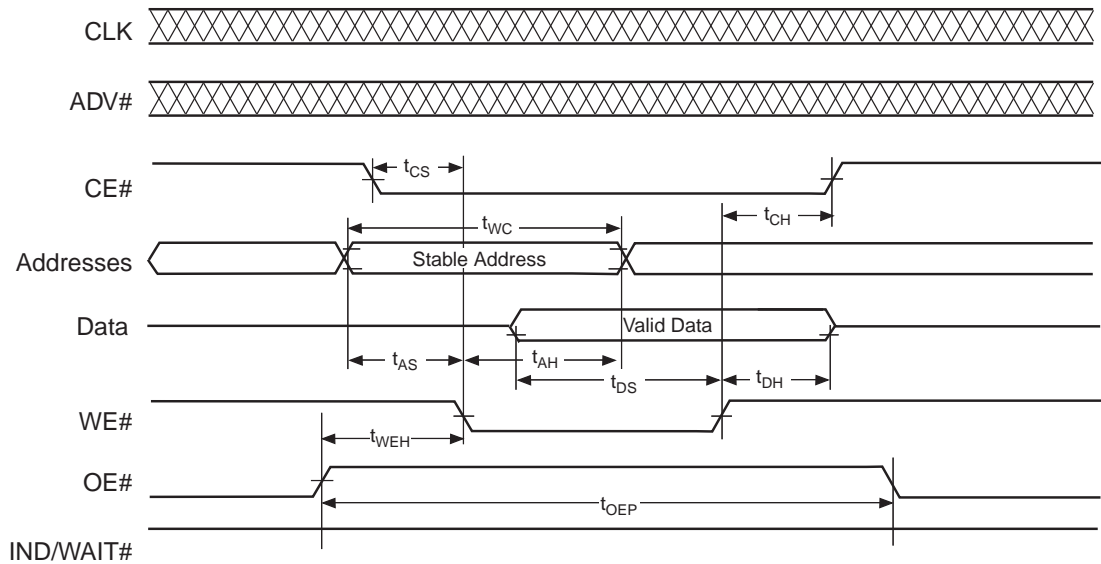 CLK
ADV#
CE#
tCS
tCH
tWC
Addresses
Stable Address
Data
Valid Data
tAS
tAH
tDS
tDH
WE#
tWEH
OE#
tOEP
IND/WAIT#